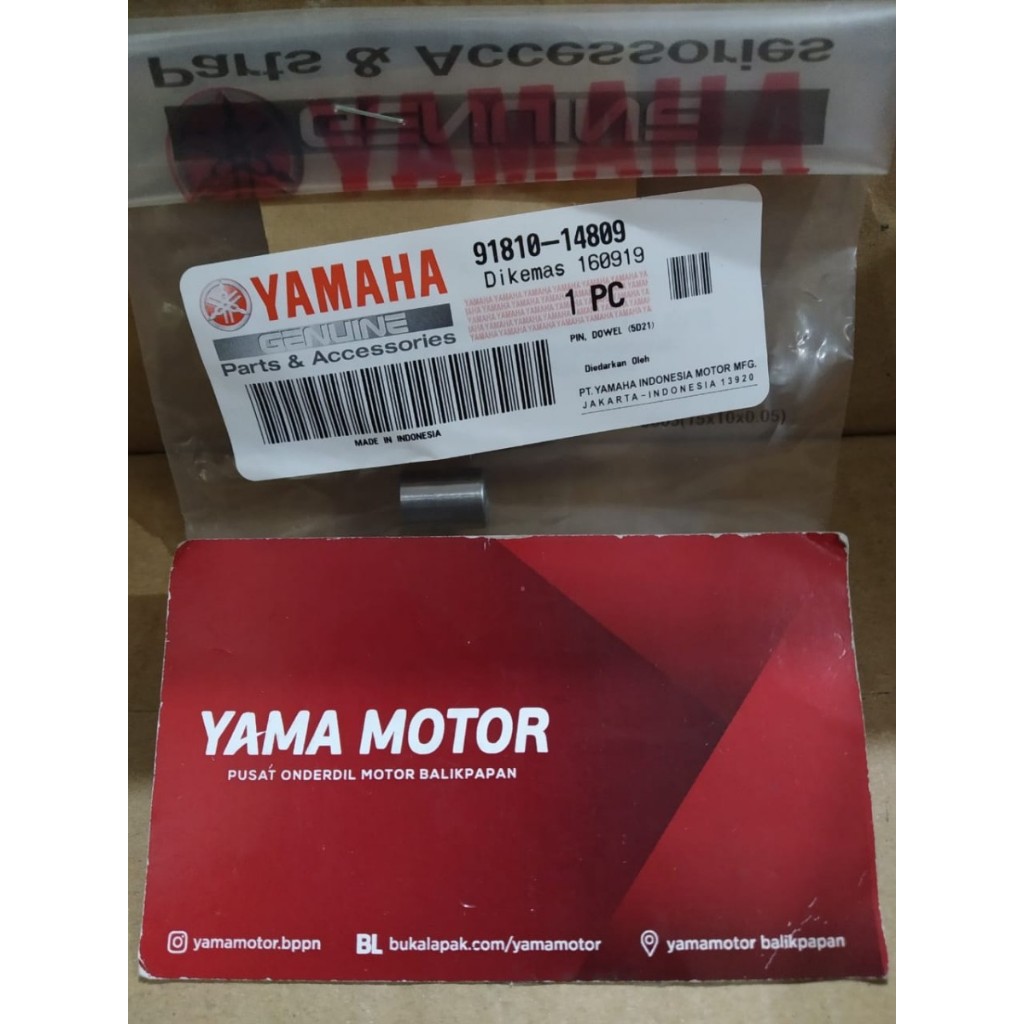 Parts & Accessories
GENUINE
YAMAHA
YAMAHA
GENUINE
Parts & Accessories
91810-14809
Dikemas 160919
1 PC
PIN, DOWEL (5D21)
Diedarkan Oleh
PT. YAMAHA INDONESIA MOTOR MFG.
JAKARTA-INDONESIA 13920
MADE IN INDONESIA
(15x10x0.05)
YAMA MOTOR
PUSAT ONDERDIL MOTOR BALIKPAPAN
yamamotor.bppn
BL bukalapak.com/yamamotor
yamamotor balikpapan